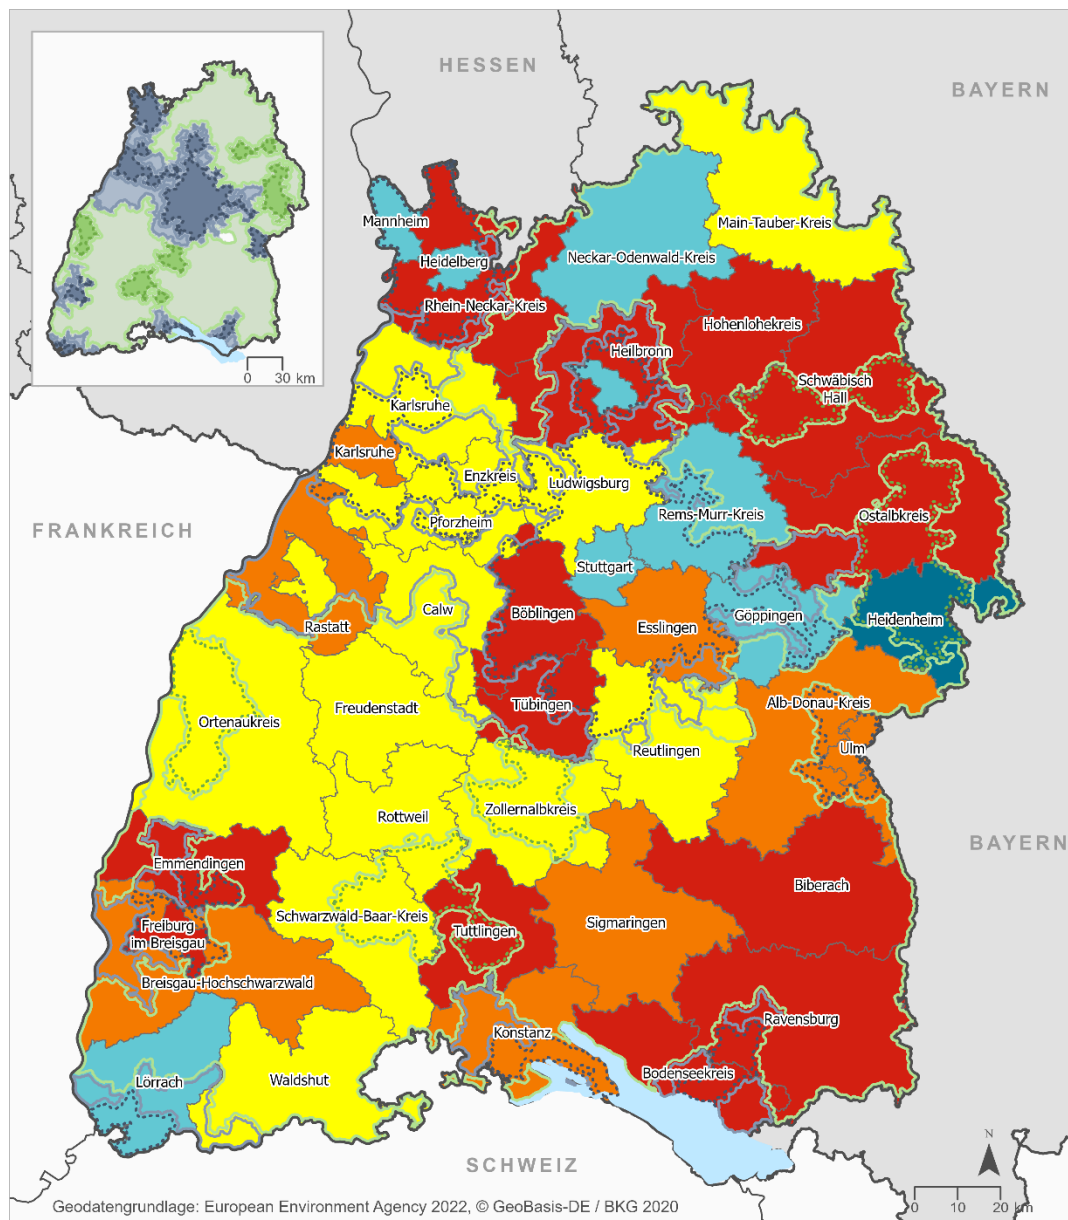 HESSEN
BAYERN
0 30 km
Mannheim
Heidelberg
Main-Tauber-Kreis
Neckar-Odenwald-Kreis
Rhein-Neckar-Kreis
Hohenlohekreis
Heilbronn
Schwäbisch
Hall
Karlsruhe
Karlsruhe
Enzkreis
Ludwigsburg
Pforzheim
Rems-Murr-Kreis
Ostalbkreis
FRANKREICH
Stuttgart
Calw
Böblingen
Göppingen
Heidenheim
Rastatt
Esslingen
Tübingen
Alb-Donau-Kreis
Freudenstadt
Ortenaukreis
Reutlingen
Ulm
Zollernalbkreis
Rottweil
BAYERN
Emmendingen
Biberach
Schwarzwald-Baar-Kreis
Freiburg
im Breisgau
Tuttlingen
Sigmaringen
Breisgau-Hochschwarzwald
Ravensburg
Konstanz
Bodenseekreis
Lörrach
Waldshut
SCHWEIZ
N
0 10 20 km
Geodatengrundlage: European Environment Agency 2022, © GeoBasis-DE / BKG 2020